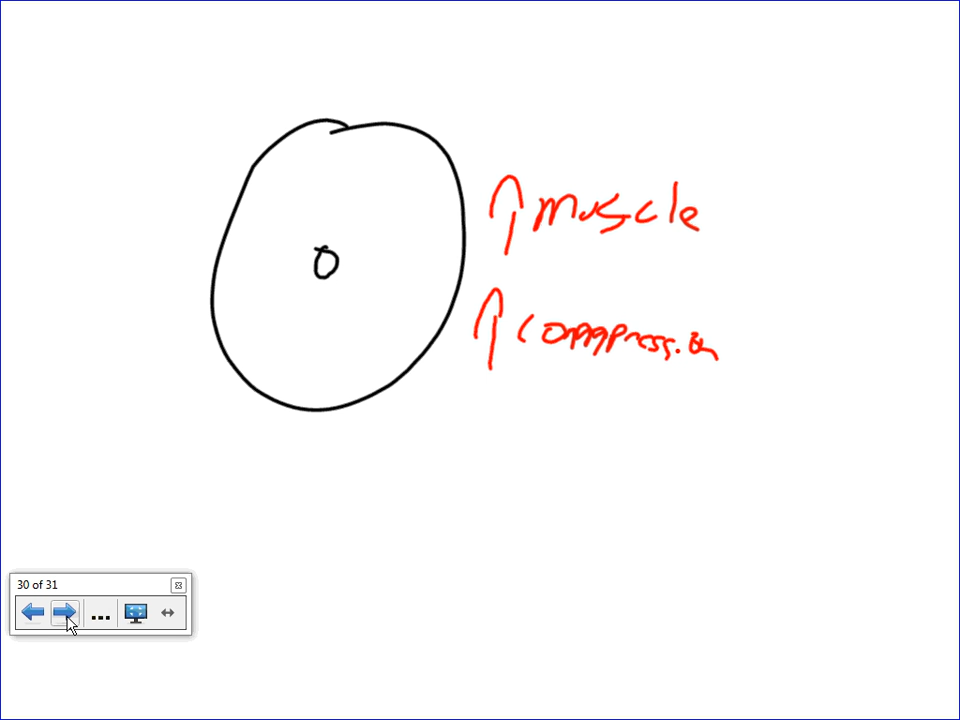 ↑ muscle
↑ compression
O
30 of 31
...